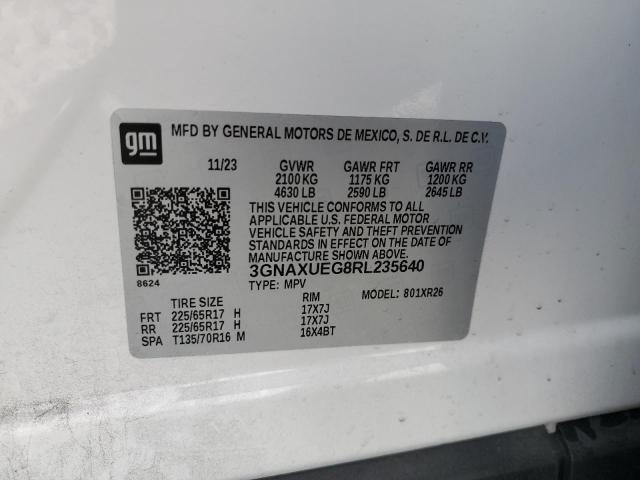 gm MFD BY GENERAL MOTORS DE MEXICO, S. DE R.L. DE C.V.
11/23 GVWR GAWR FRT GAWR RR
2100 KG 1175 KG 1200 KG
4630 LB 2590 LB 2645 LB
THIS VEHICLE CONFORMS TO ALL
APPLICABLE U.S. FEDERAL MOTOR
VEHICLE SAFETY AND THEFT PREVENTION
STANDARDS IN EFFECT ON THE DATE OF
MANUFACTURE SHOWN ABOVE.
3GNAXUEG8RL235640
8624 TYPE: MPV MODEL: 801XR26
TIRE SIZE RIM
FRT 225/65R17 H 17X7J
RR 225/65R17 H 17X7J
SPA T135/70R16 M 16X4BT